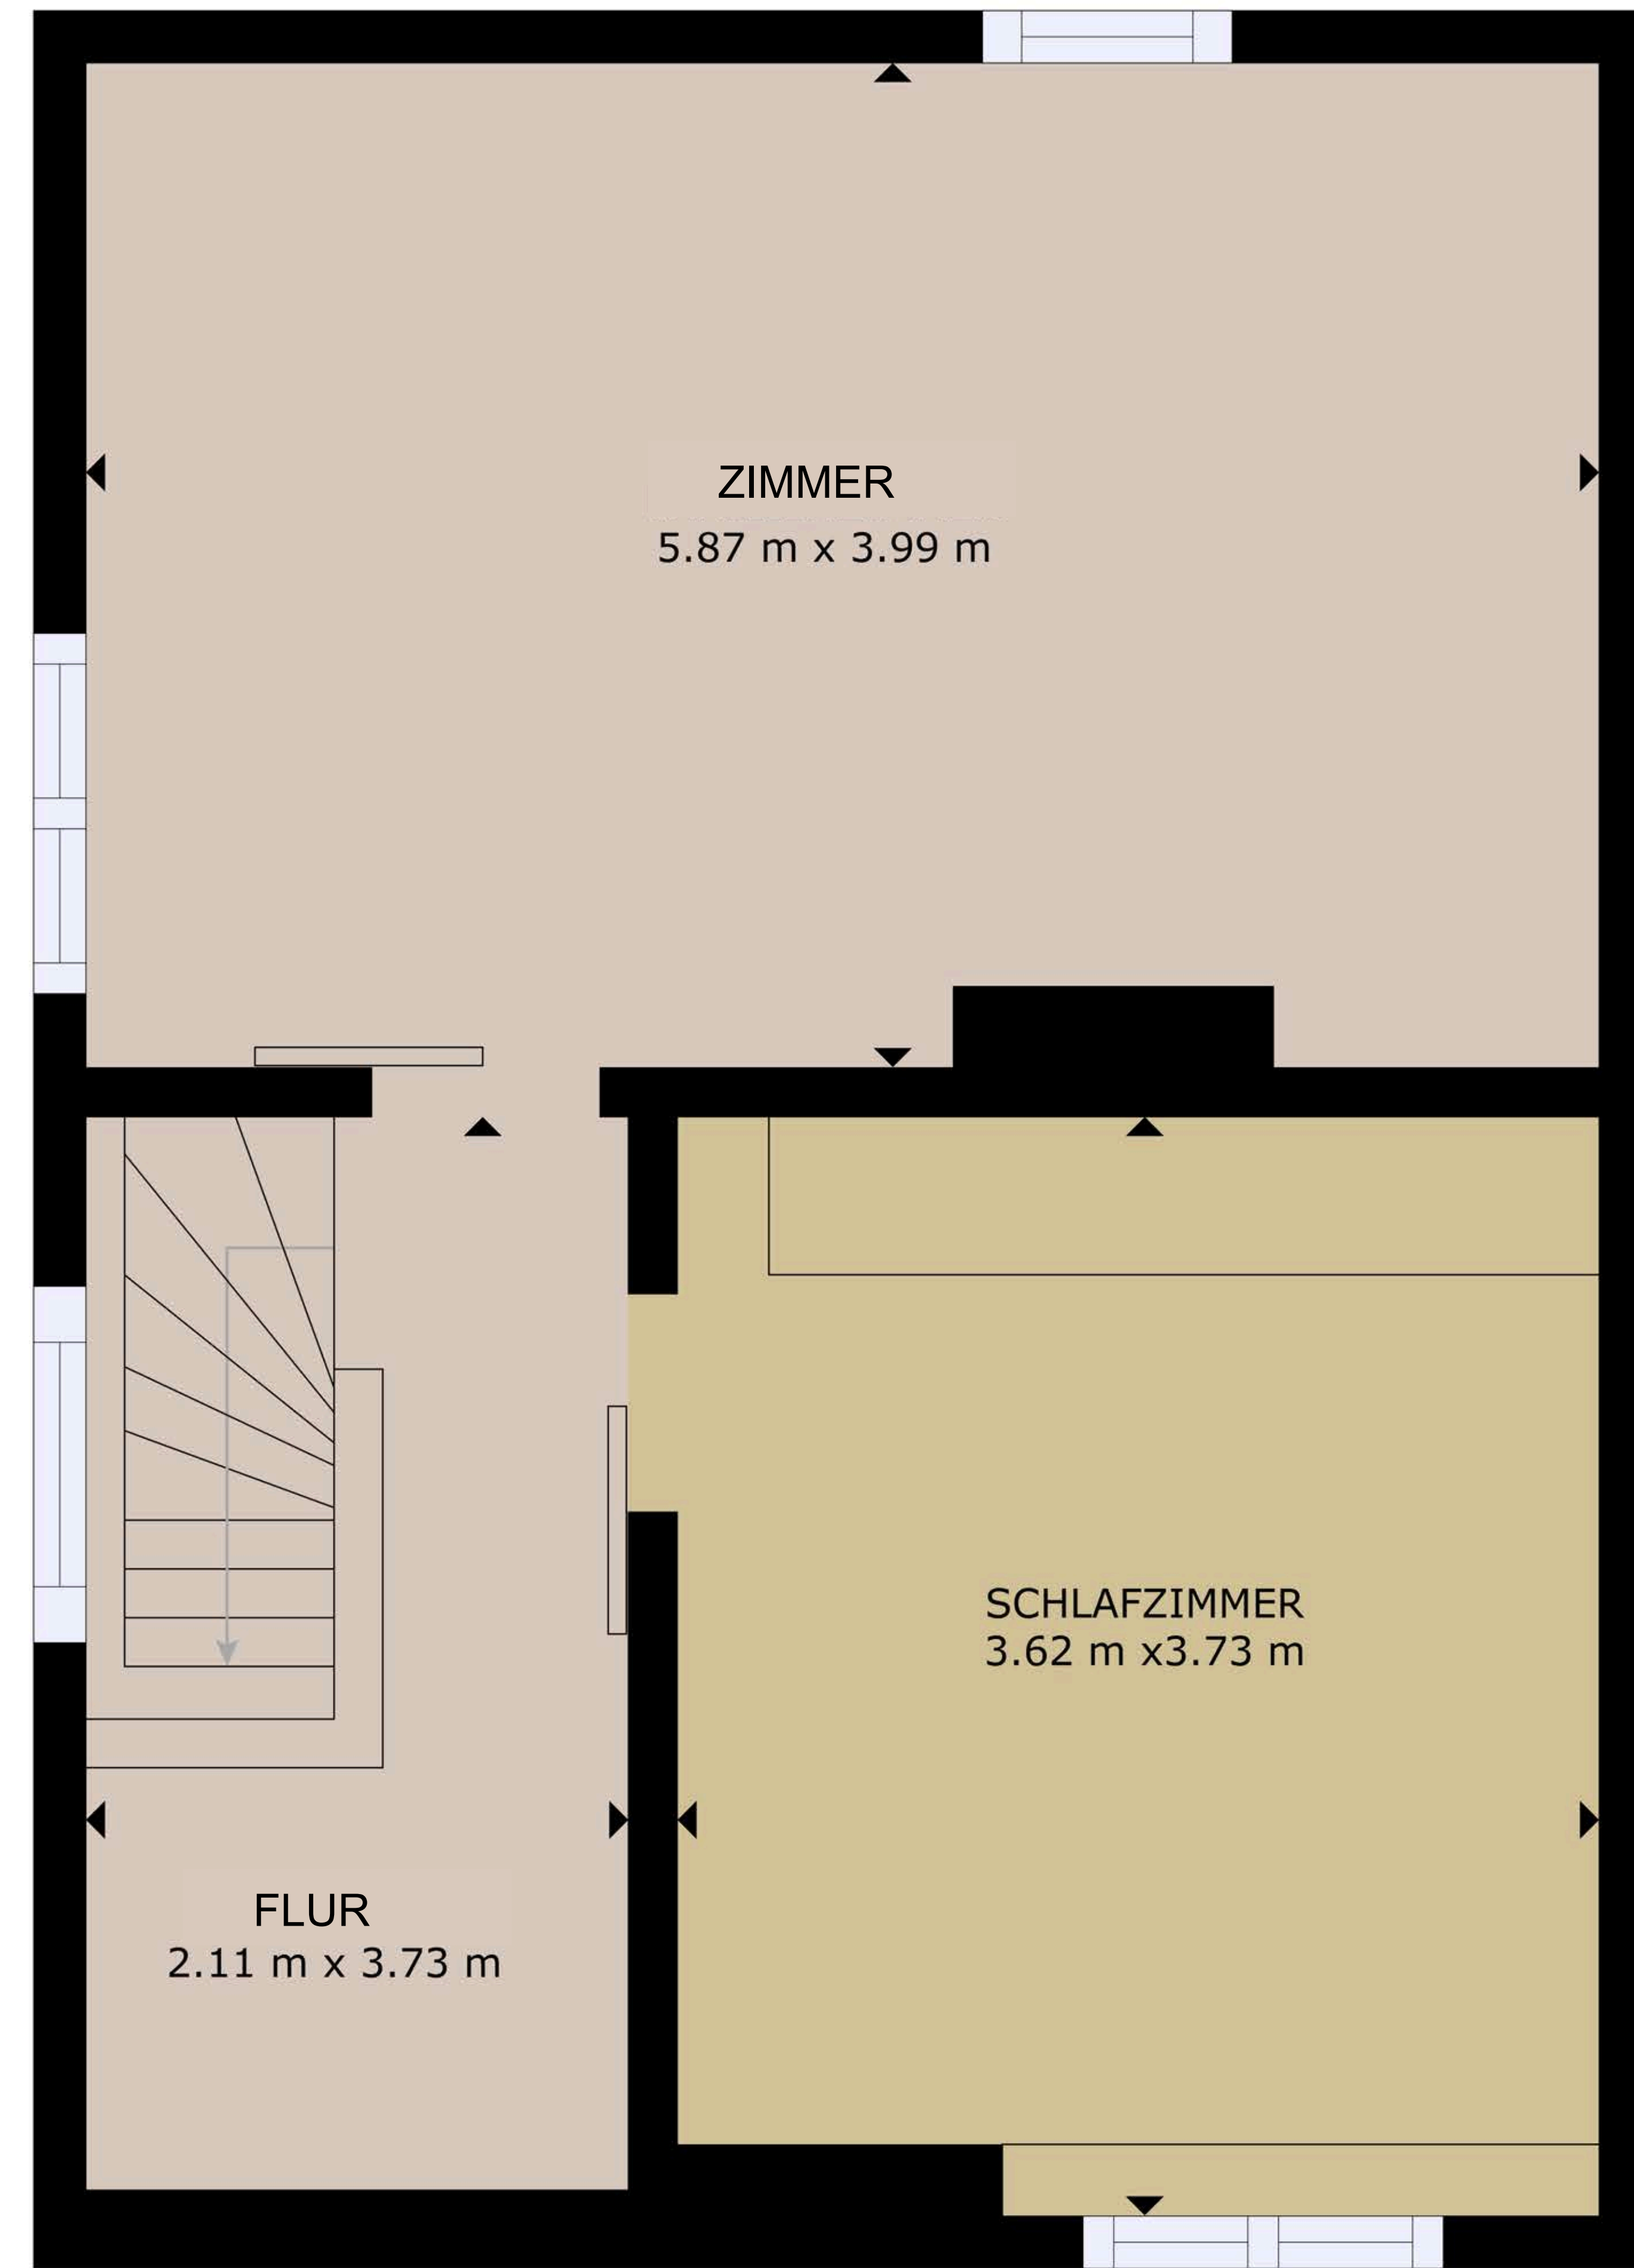 ZIMMER
5.87 m x 3.99 m
SCHLAFZIMMER
3.62 m x3.73 m
FLUR
2.11 m x 3.73 m